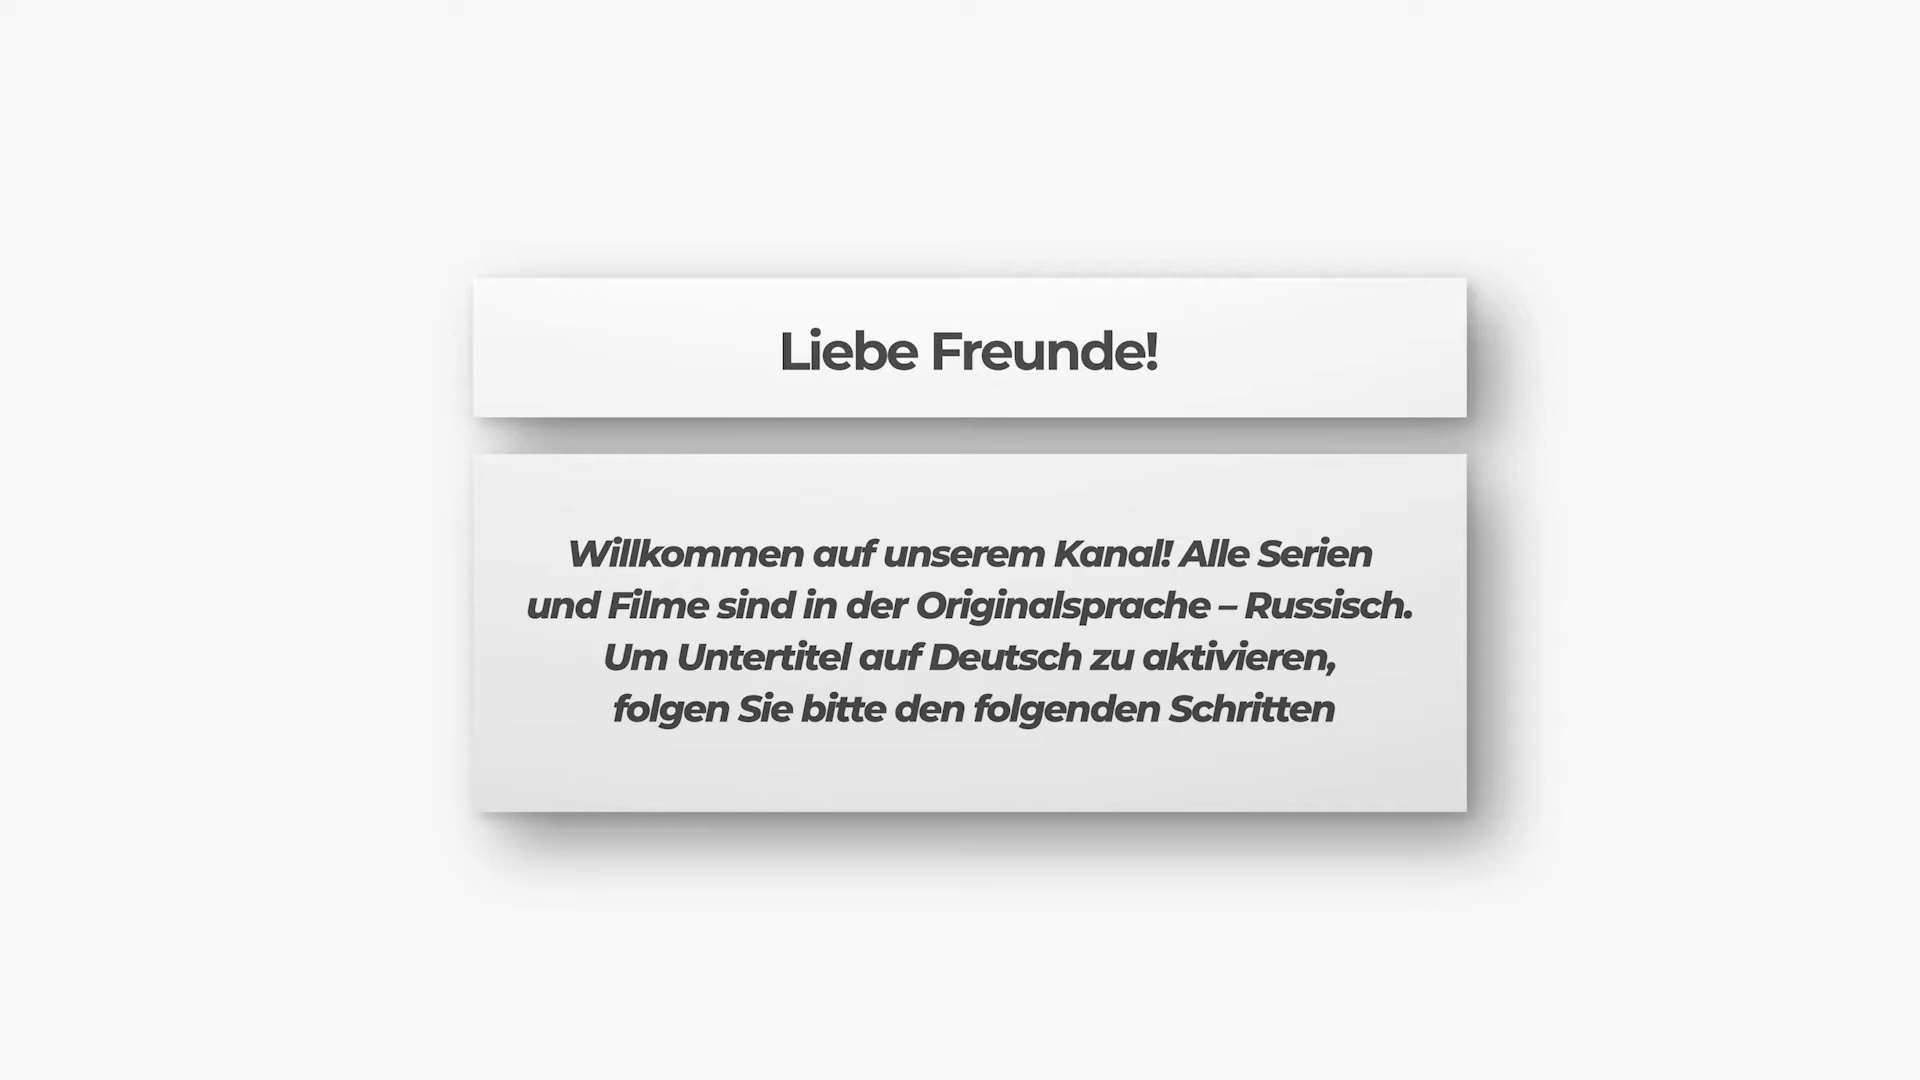 Liebe Freunde!
Willkommen auf unserem Kanal! Alle Serien
und Filme sind in der Originalsprache – Russisch.
Um Untertitel auf Deutsch zu aktivieren,
folgen Sie bitte den folgenden Schritten